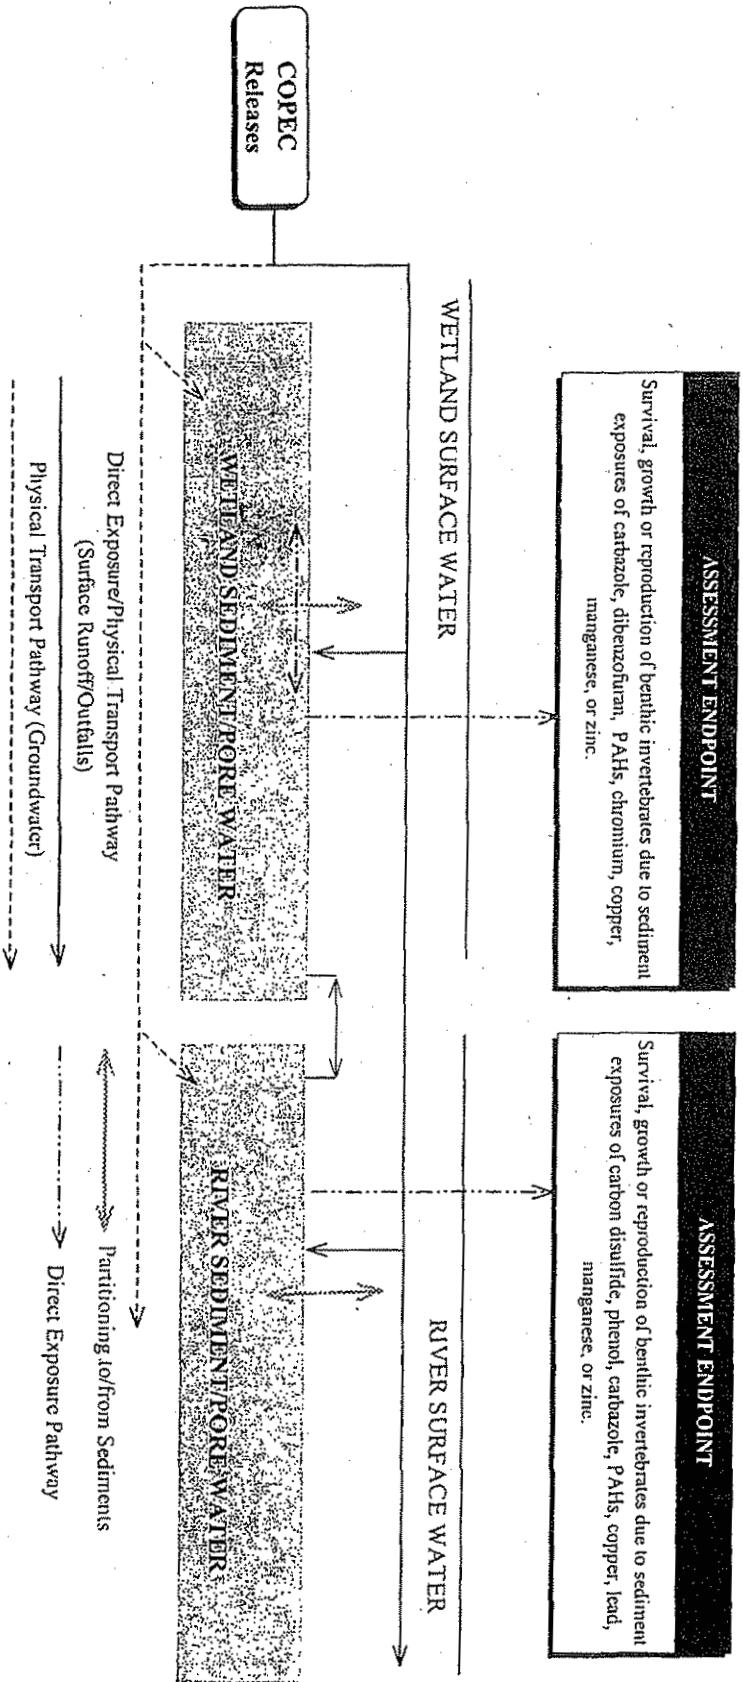 ASSESSMENT ENDPOINT
Survival, growth or reproduction of benthic invertebrates due to sediment
exposures of carbazole, dibenzofuran, PAHs, chromium, copper,
manganese, or zinc.
ASSESSMENT ENDPOINT
Survival, growth or reproduction of benthic invertebrates due to sediment
exposures of carbon disulfide, phenol, carbazole, PAHs, copper, lead,
manganese, or zinc.
WETLAND SURFACE WATER
RIVER SURFACE WATER
COPEC
Releases
WETLAND SEDIMENT/PORE WATER
RIVER SEDIMENT/PORE WATER
Direct Exposure/Physical Transport Pathway
(Surface Runoff/Outfalls)
Physical Transport Pathway (Groundwater)
Partitioning to/from Sediments
Direct Exposure Pathway